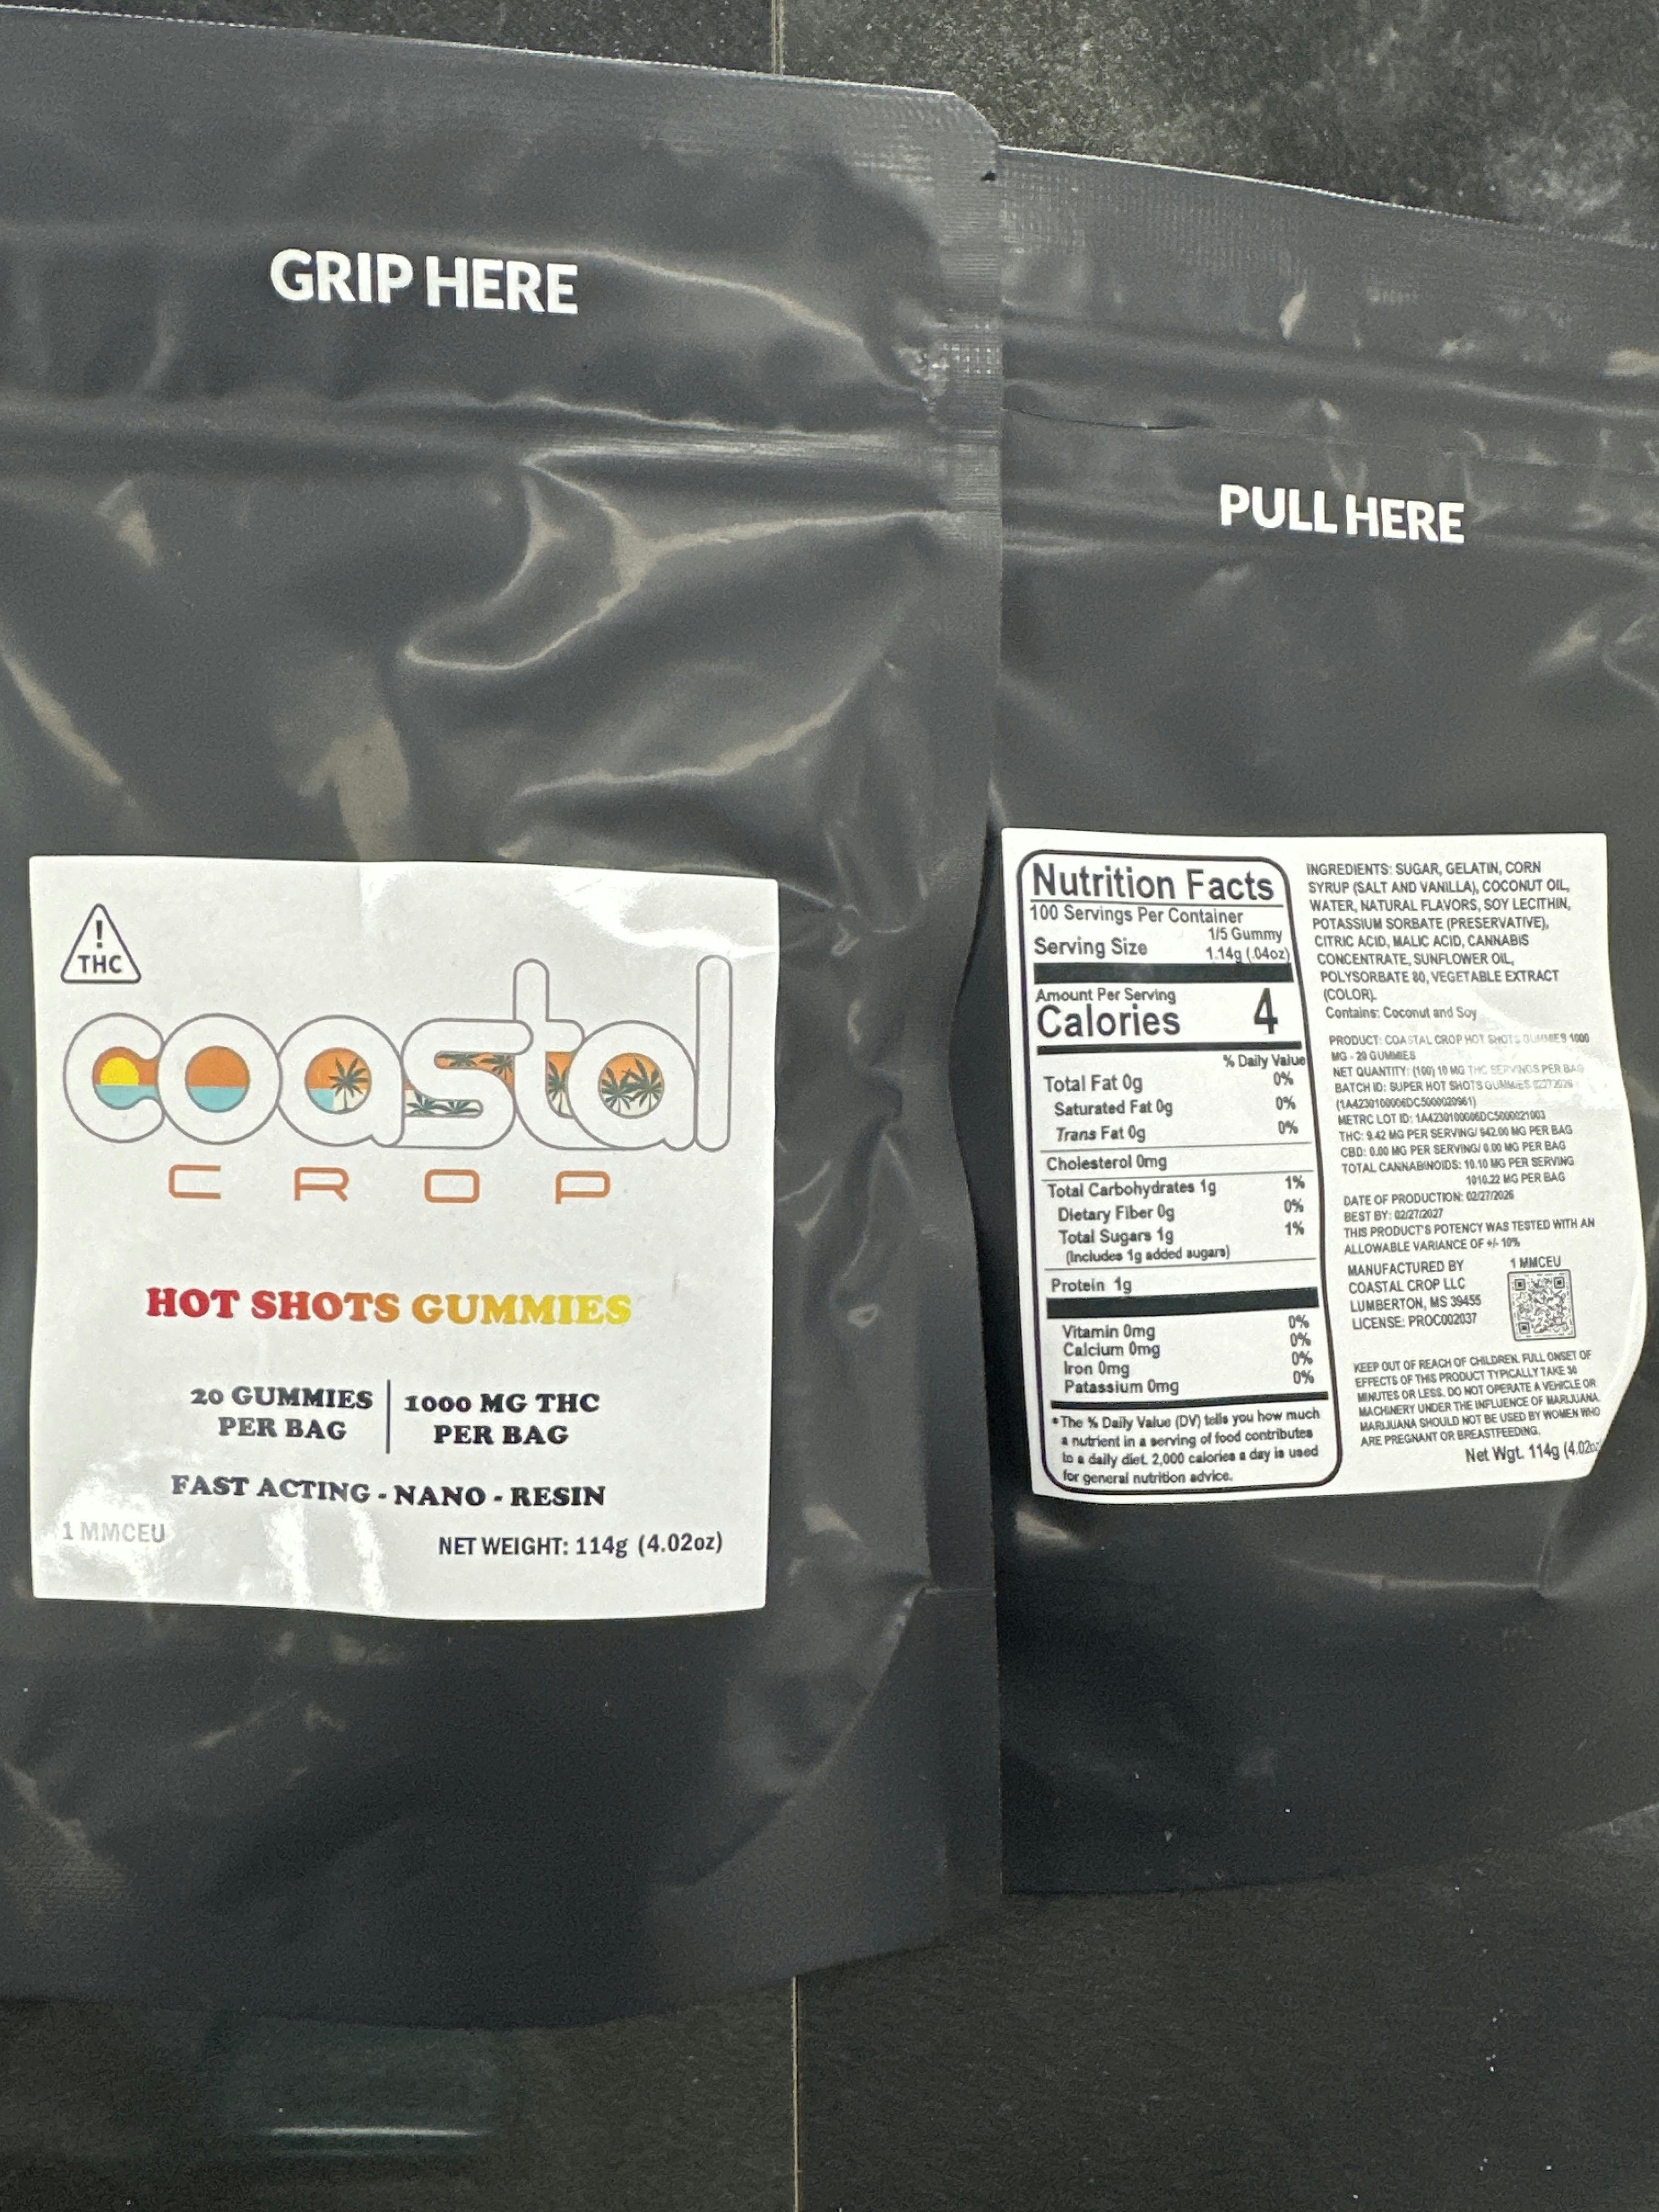 GRIP HERE
!
THC
coastal
CROP
HOT SHOTS GUMMIES
20 GUMMIES
PER BAG
1000 MG THC
PER BAG
FAST ACTING - NANO - RESIN
1 MMCEU
NET WEIGHT: 114g (4.02oz)
PULL HERE
Nutrition Facts
100 Servings Per Container
Serving Size 1/5 Gummy
1.14g (.04oz)
Amount Per Serving
Calories 4
% Daily Value
Total Fat 0g 0%
Saturated Fat 0g 0%
Trans Fat 0g 0%
Cholesterol 0mg
Total Carbohydrates 1g 1%
Dietary Fiber 0g 0%
Total Sugars 1g 1%
(Includes 1g added sugars)
Protein 1g
Vitamin 0mg 0%
Calcium 0mg 0%
Iron 0mg 0%
Patassium 0mg 0%
*The % Daily Value (DV) tells you how much
a nutrient in a serving of food contributes
to a daily diet. 2,000 calories a day is used
for general nutrition advice.
INGREDIENTS: SUGAR, GELATIN, CORN
SYRUP (SALT AND VANILLA), COCONUT OIL,
WATER, NATURAL FLAVORS, SOY LECITHIN,
POTASSIUM SORBATE (PRESERVATIVE),
CITRIC ACID, MALIC ACID, CANNABIS
CONCENTRATE, SUNFLOWER OIL,
POLYSORBATE 80, VEGETABLE EXTRACT
(COLOR).
Contains: Coconut and Soy
PRODUCT: COASTAL CROP HOT SHOTS GUMMIES 1000
MG - 20 GUMMIES
NET QUANTITY: (100) 10 MG THC SERVINGS PER BAG
BATCH ID: SUPER HOT SHOTS GUMMIES 02272026
(1A4230100006DC5000020961)
METRC LOT ID: 1A4230100006DC5000021003
THC: 9.42 MG PER SERVING/ 942.00 MG PER BAG
CBD: 0.00 MG PER SERVING/ 0.00 MG PER BAG
TOTAL CANNABINOIDS: 10.10 MG PER SERVING
1010.22 MG PER BAG
DATE OF PRODUCTION: 02/27/2026
BEST BY: 02/27/2027
THIS PRODUCT'S POTENCY WAS TESTED WITH AN
ALLOWABLE VARIANCE OF +/- 10%
MANUFACTURED BY
COASTAL CROP LLC
LUMBERTON, MS 39455
LICENSE: PROC002037
1 MMCEU
KEEP OUT OF REACH OF CHILDREN. FULL ONSET OF
EFFECTS OF THIS PRODUCT TYPICALLY TAKE 30
MINUTES OR LESS. DO NOT OPERATE A VEHICLE OR
MACHINERY UNDER THE INFLUENCE OF MARIJUANA.
MARIJUANA SHOULD NOT BE USED BY WOMEN WHO
ARE PREGNANT OR BREASTFEEDING.
Net Wgt. 114g (4.02oz